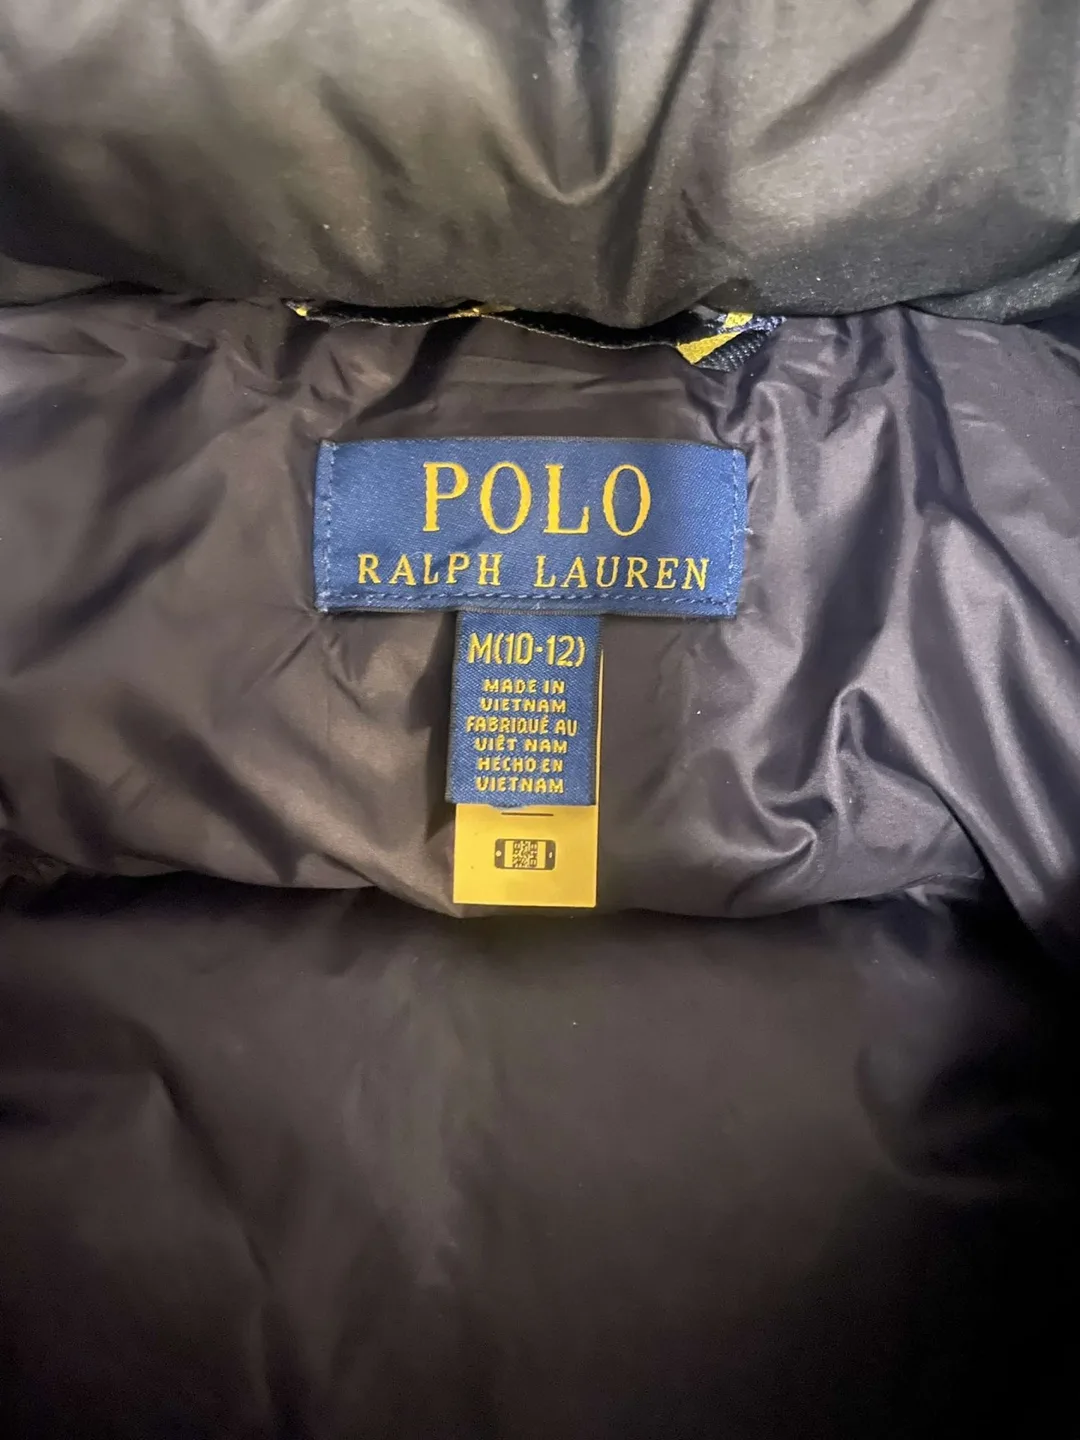 POLO
RALPH LAUREN
M(10-12)
MADE IN
VIETNAM
FABRIQUÉ AU
VIÊT NAM
HECHO EN
VIETNAM